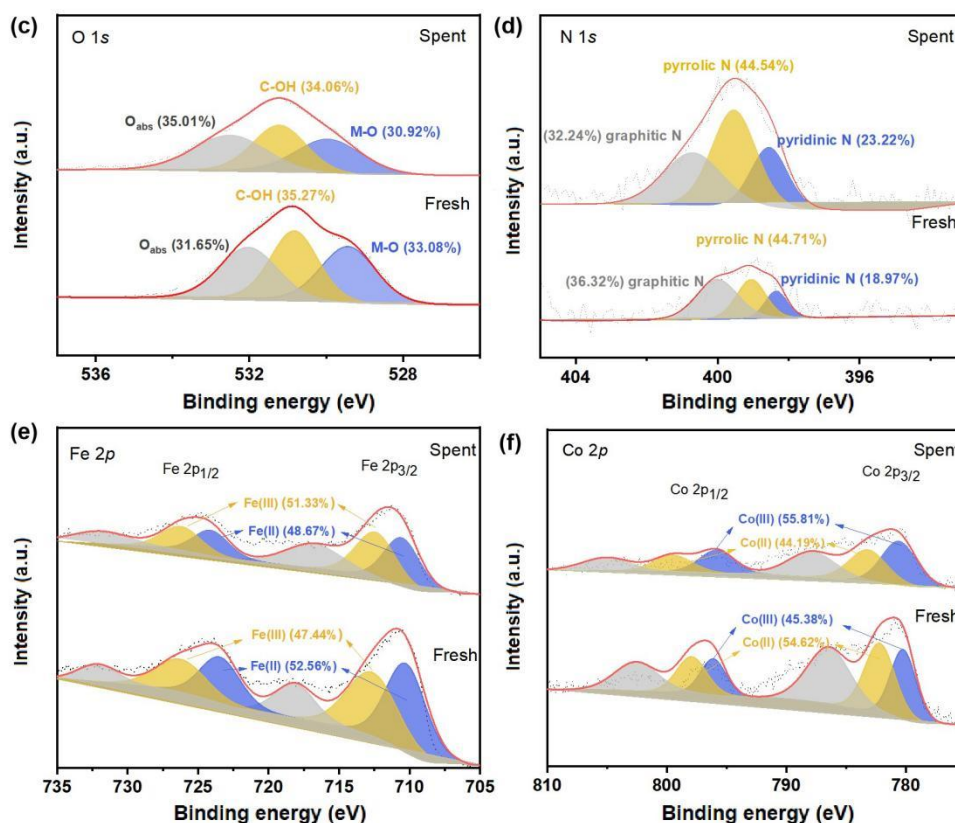 (c)
O 1s
Spent
C-OH (34.06%)
Oabs (35.01%)
M-O (30.92%)
C-OH (35.27%)
Fresh
Oabs (31.65%)
M-O (33.08%)
Intensity (a.u.)
536 532 528
Binding energy (eV)
(d)
N 1s
Spent
pyrrolic N (44.54%)
(32.24%) graphitic N
pyridinic N (23.22%)
Fresh
pyrrolic N (44.71%)
(36.32%) graphitic N
pyridinic N (18.97%)
Intensity (a.u.)
404 400 396
Binding energy (eV)
(e)
Fe 2p
Spent
Fe 2p1/2
Fe 2p3/2
Fe(III) (51.33%)
Fe(II) (48.67%)
Fresh
Fe(III) (47.44%)
Fe(II) (52.56%)
Intensity (a.u.)
735 730 725 720 715 710 705
Binding energy (eV)
(f)
Co 2p
Spent
Co 2p1/2
Co 2p3/2
Co(III) (55.81%)
Co(II) (44.19%)
Fresh
Co(III) (45.38%)
Co(II) (54.62%)
Intensity (a.u.)
810 800 790 780
Binding energy (eV)